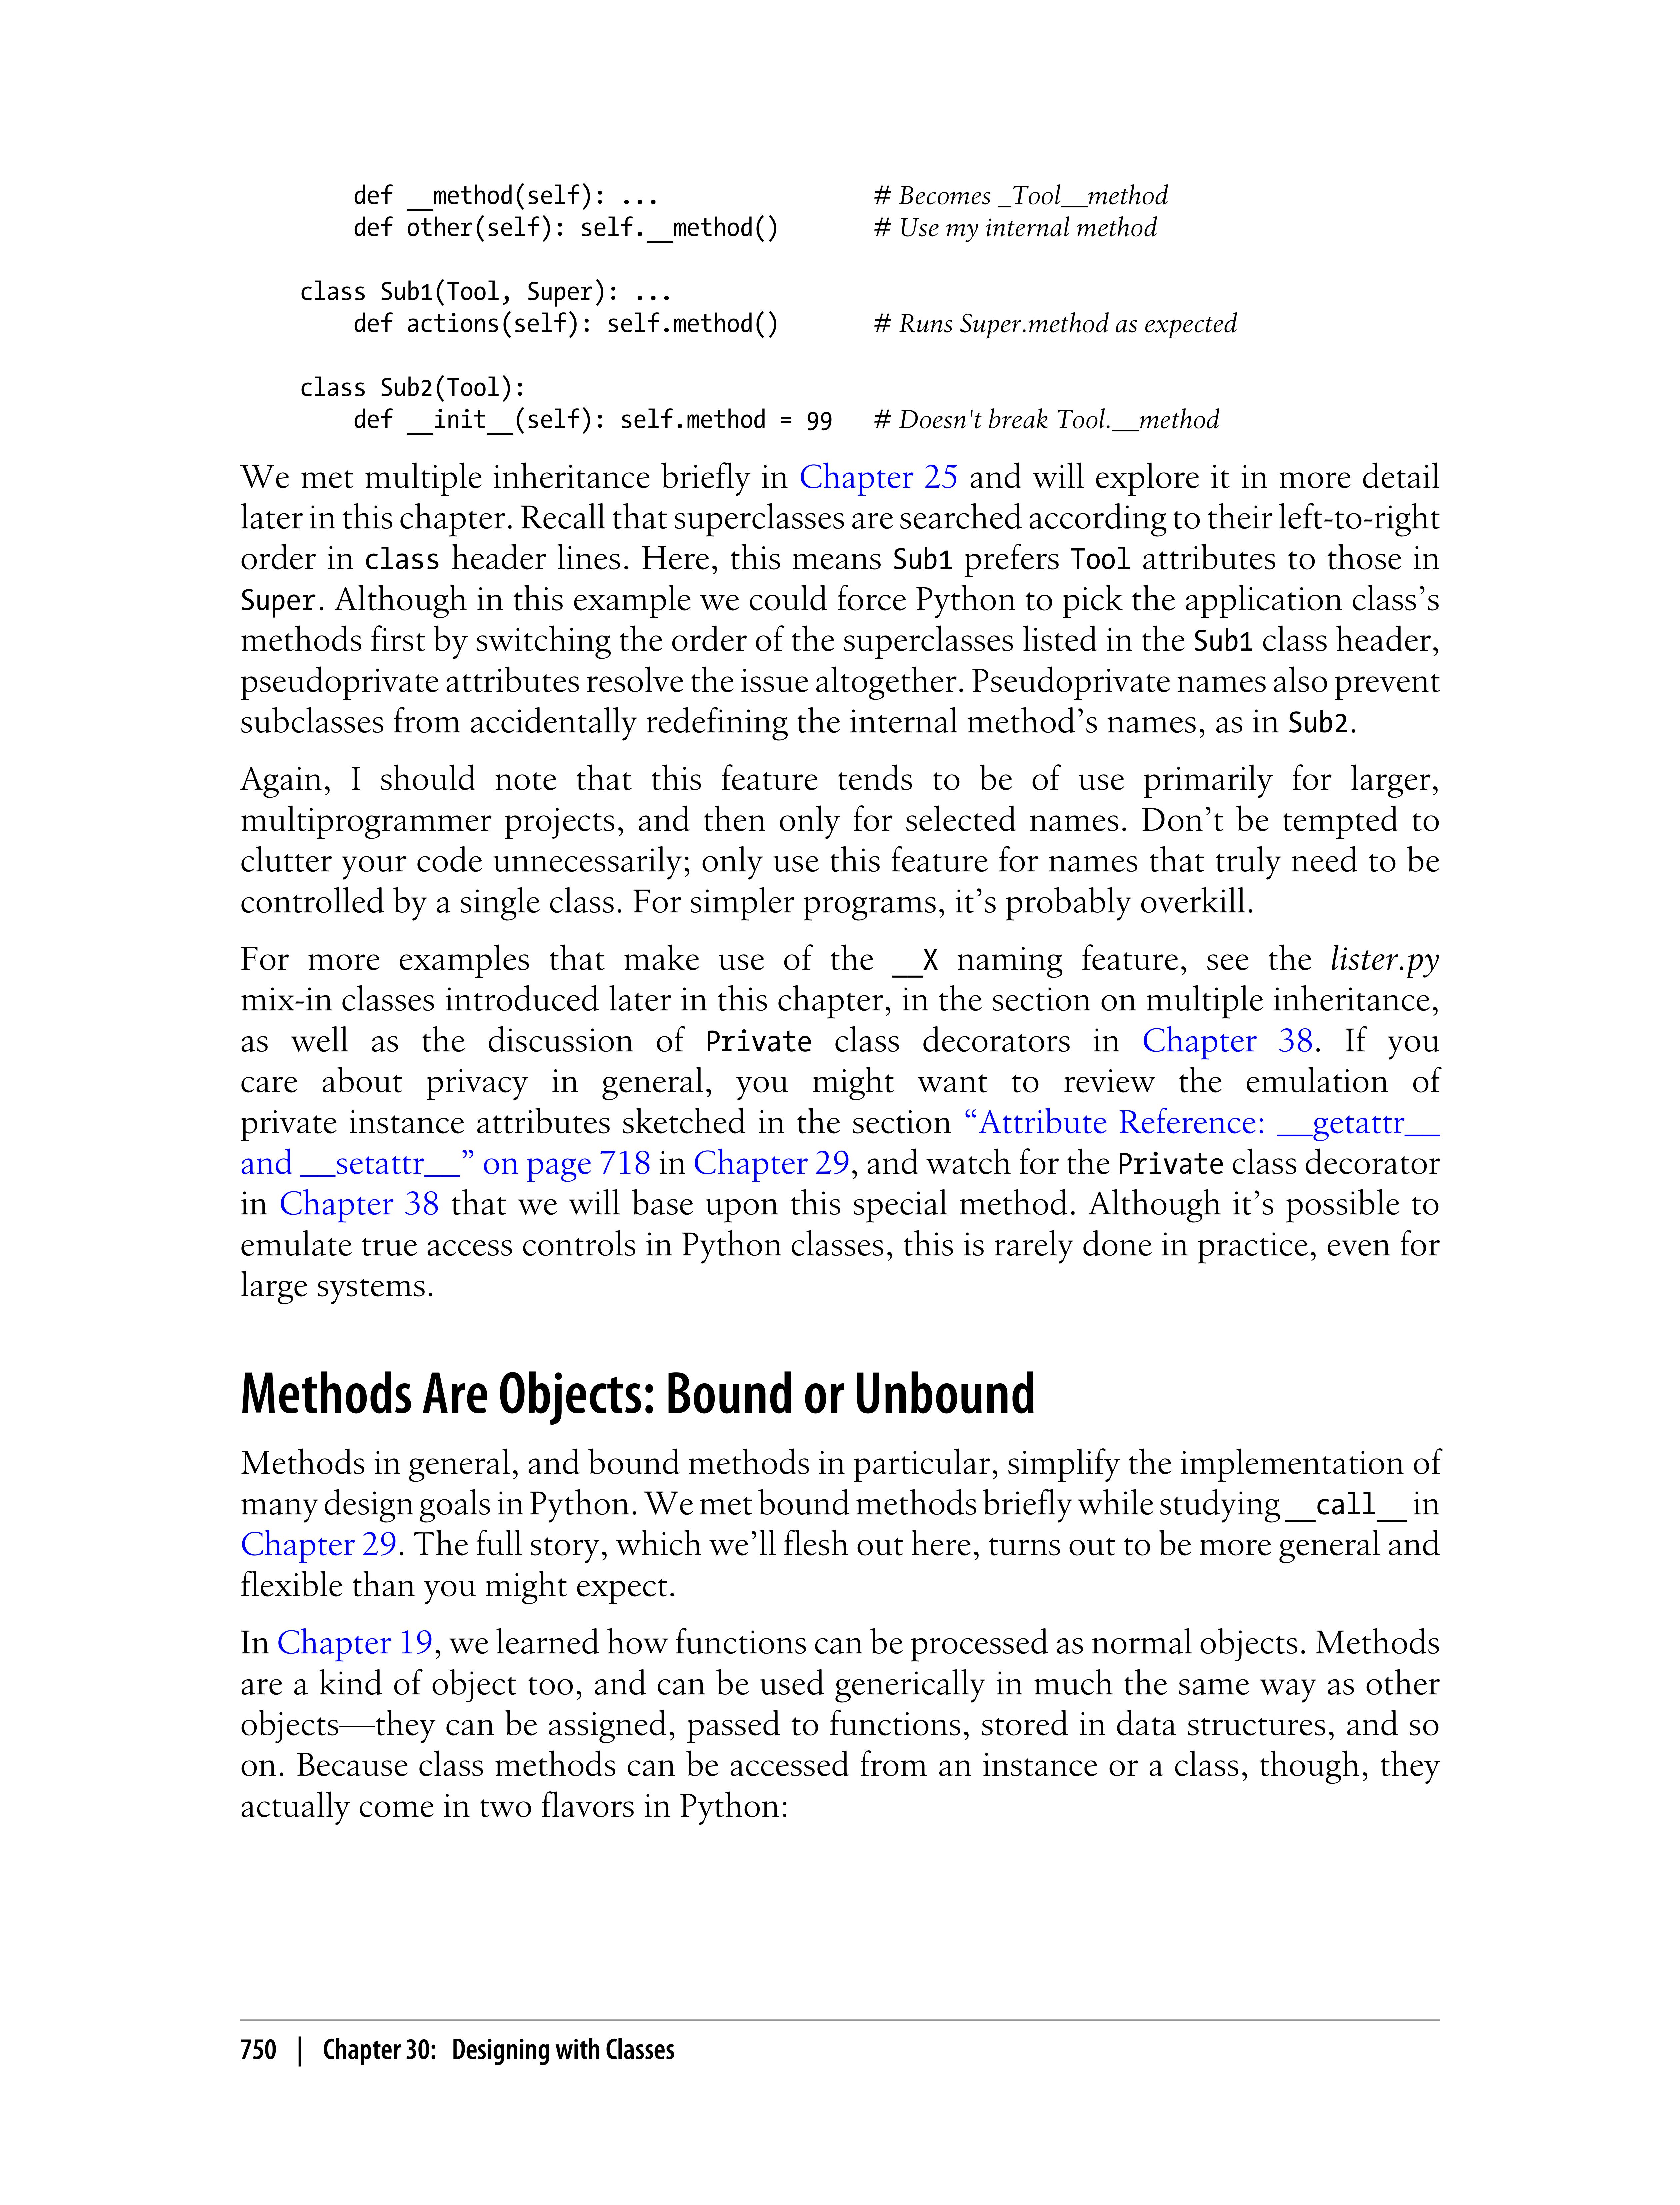 def __method(self): ... # Becomes _Tool__method
def other(self): self.__method() # Use my internal method
class Sub1(Tool, Super): ...
def actions(self): self.method() # Runs Super.method as expected
class Sub2(Tool):
def __init__(self): self.method = 99 # Doesn't break Tool.__method
We met multiple inheritance briefly in Chapter 25 and will explore it in more detail
later in this chapter. Recall that superclasses are searched according to their left-to-right
order in class header lines. Here, this means Sub1 prefers Tool attributes to those in
Super. Although in this example we could force Python to pick the application class’s
methods first by switching the order of the superclasses listed in the Sub1 class header,
pseudoprivate attributes resolve the issue altogether. Pseudoprivate names also prevent
subclasses from accidentally redefining the internal method’s names, as in Sub2.
Again, I should note that this feature tends to be of use primarily for larger,
multiprogrammer projects, and then only for selected names. Don’t be tempted to
clutter your code unnecessarily; only use this feature for names that truly need to be
controlled by a single class. For simpler programs, it’s probably overkill.
For more examples that make use of the __X naming feature, see the lister.py
mix-in classes introduced later in this chapter, in the section on multiple inheritance,
as well as the discussion of Private class decorators in Chapter 38. If you
care about privacy in general, you might want to review the emulation of
private instance attributes sketched in the section “Attribute Reference: __getattr__
and __setattr__” on page 718 in Chapter 29, and watch for the Private class decorator
in Chapter 38 that we will base upon this special method. Although it’s possible to
emulate true access controls in Python classes, this is rarely done in practice, even for
large systems.
Methods Are Objects: Bound or Unbound
Methods in general, and bound methods in particular, simplify the implementation of
many design goals in Python. We met bound methods briefly while studying __call__ in
Chapter 29. The full story, which we’ll flesh out here, turns out to be more general and
flexible than you might expect.
In Chapter 19, we learned how functions can be processed as normal objects. Methods
are a kind of object too, and can be used generically in much the same way as other
objects—they can be assigned, passed to functions, stored in data structures, and so
on. Because class methods can be accessed from an instance or a class, though, they
actually come in two flavors in Python:
750 | Chapter 30: Designing with Classes